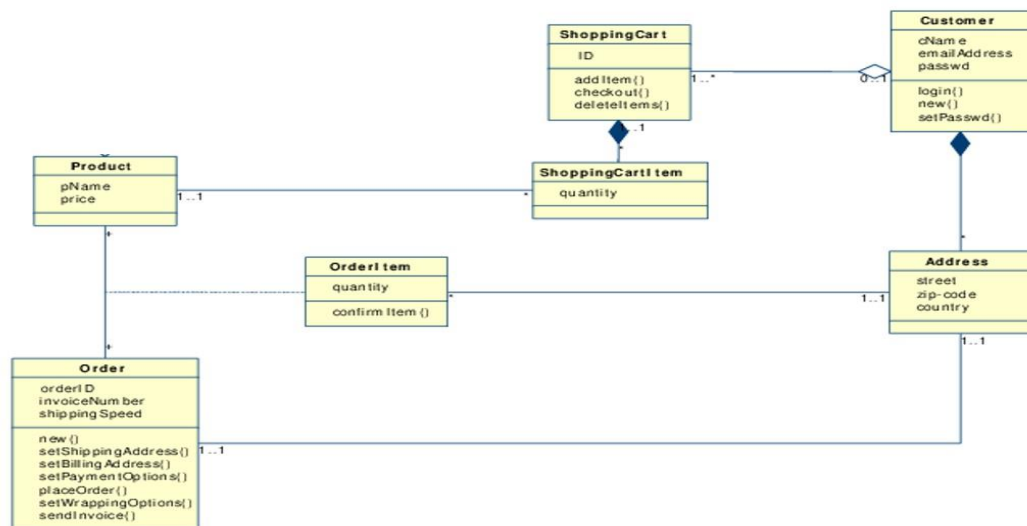 Customer
cName
emailAddress
passwd
login()
new()
setPasswd()
ShoppingCart
ID
addItem()
checkout()
deleteItems()
1..*
0..1
1..1
*
Product
pName
price
ShoppingCartItem
quantity
1..1
*
*
*
OrderItem
quantity
confirmItem()
*
1..1
Address
street
zip-code
country
1..1
*
Order
orderID
invoiceNumber
shippingSpeed
new()
setShippingAddress()
setBillingAddress()
setPaymentOptions()
placeOrder()
setWrappingOptions()
sendInvoice()
1..1